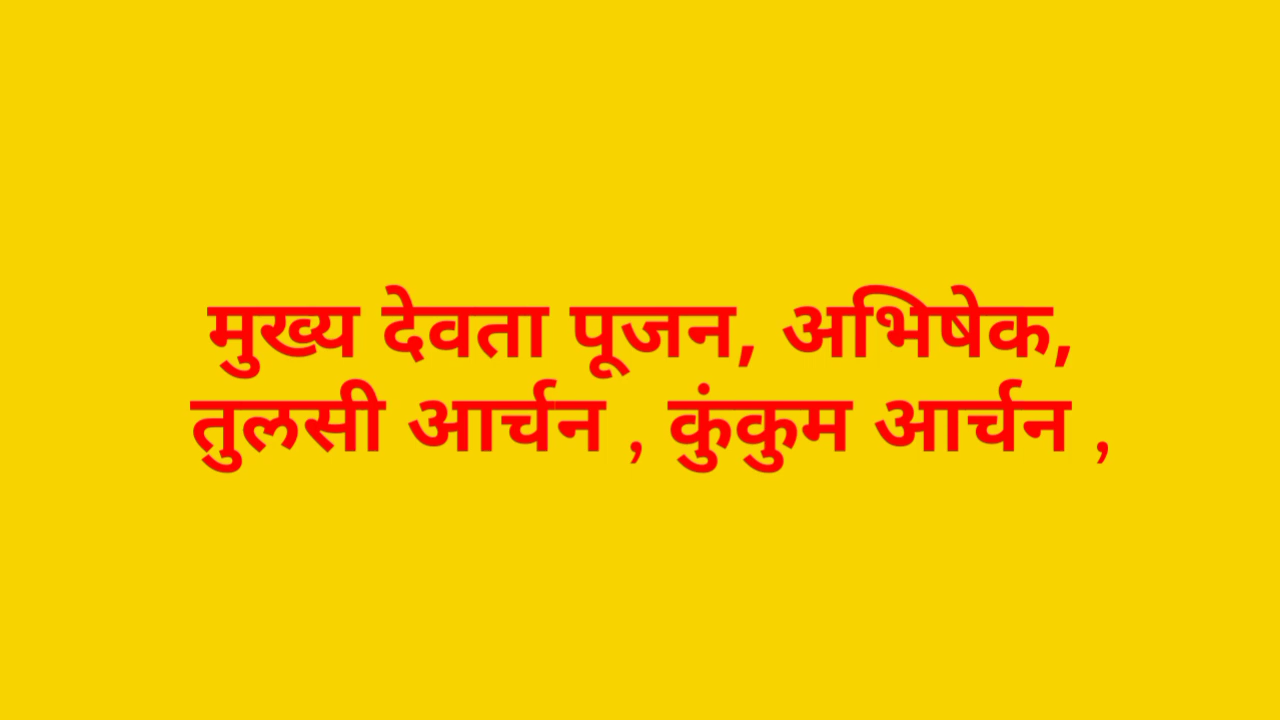 मुख्य देवता पूजन, अभिषेक,
तुलसी आर्चन , कुंकुम आर्चन ,